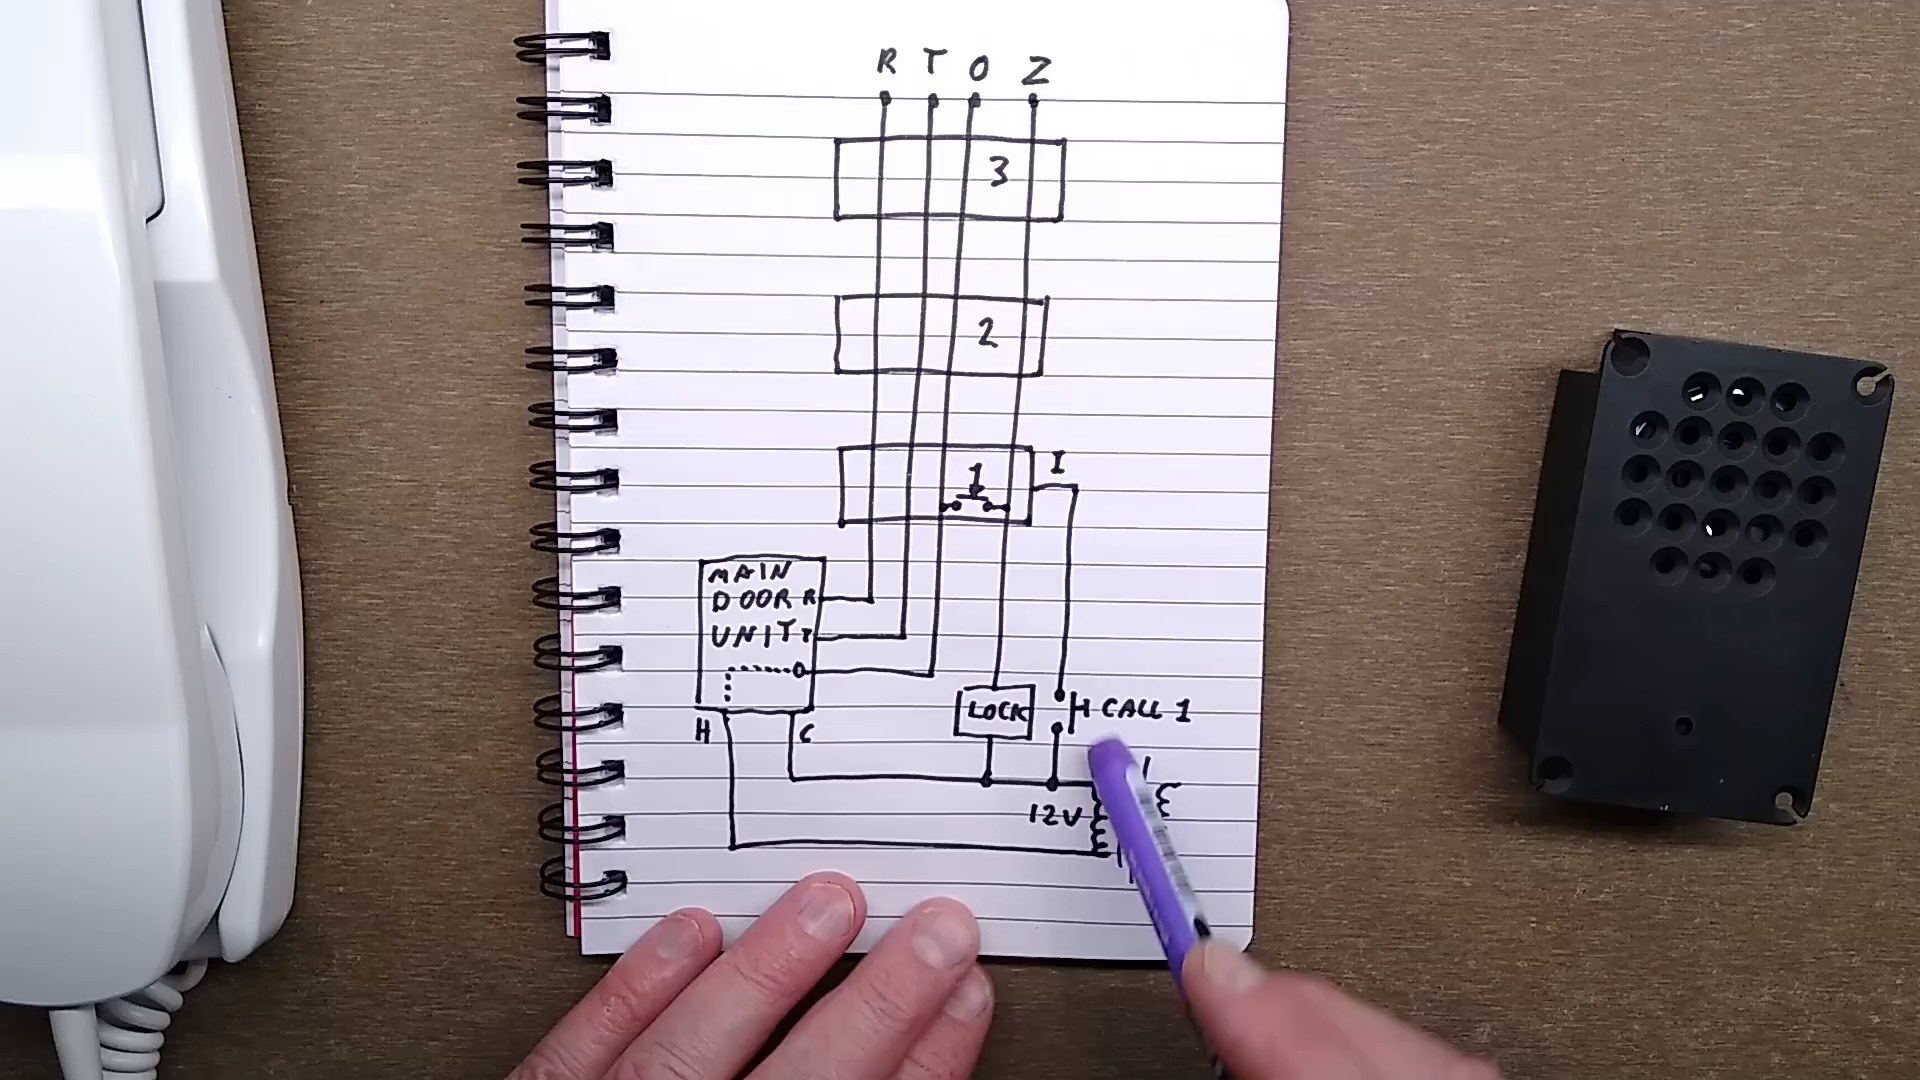 R T O Z
3
2
1 I
MAIN
DOOR R
UNIT T
O
H C
LOCK
CALL 1
12V